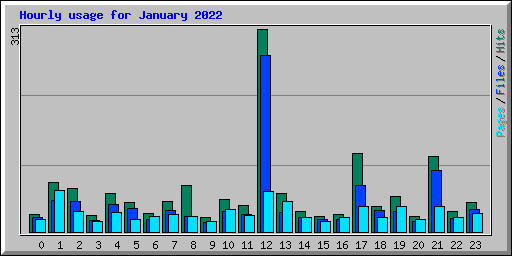 Hourly usage for January 2022
313
Pages/Files/Hits
0 1 2 3 4 5 6 7 8 9 10 11 12 13 14 15 16 17 18 19 20 21 22 23